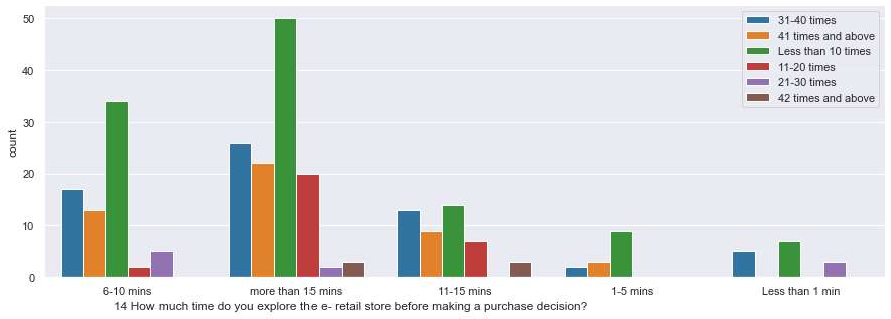 50
40
30
20
10
0
count
31-40 times
41 times and above
Less than 10 times
11-20 times
21-30 times
42 times and above
6-10 mins more than 15 mins 11-15 mins 1-5 mins Less than 1 min
14 How much time do you explore the e- retail store before making a purchase decision?